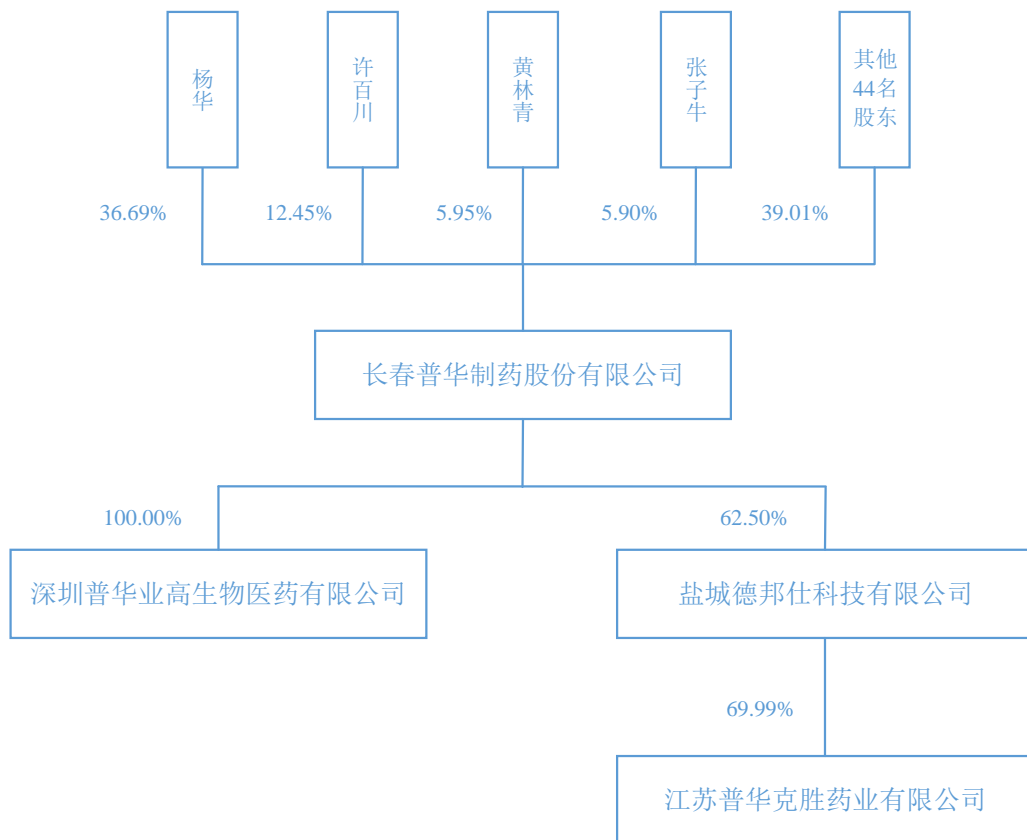 杨华
许百川
黄林青
张子牛
其他
44名
股东
36.69%
12.45%
5.95%
5.90%
39.01%
长春普华制药股份有限公司
100.00%
62.50%
深圳普华业高生物医药有限公司
盐城德邦仕科技有限公司
69.99%
江苏普华克胜药业有限公司